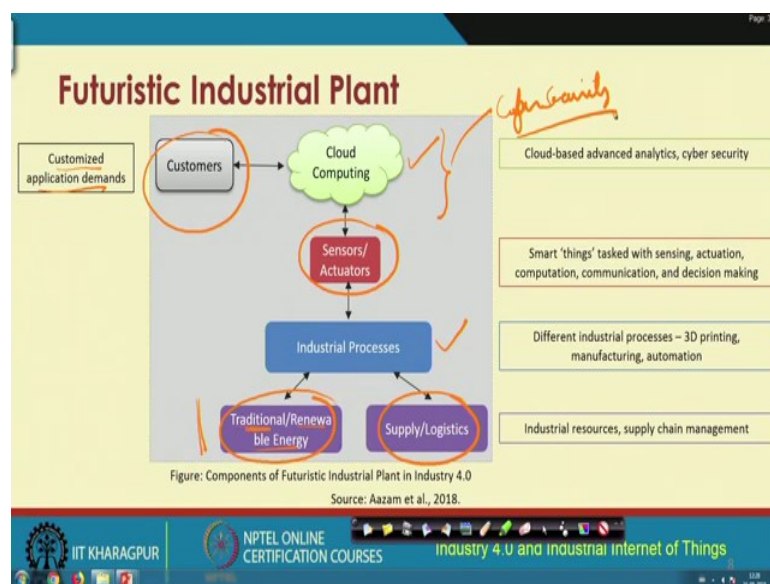 Page: 3
Futuristic Industrial Plant
Cyber Security
Customized
application demands
Customers
Cloud
Computing
Cloud-based advanced analytics, cyber security
Sensors/
Actuators
Smart ‘things’ tasked with sensing, actuation,
computation, communication, and decision making
Industrial Processes
Different industrial processes – 3D printing,
manufacturing, automation
Traditional/Renewa
ble Energy
Supply/Logistics
Industrial resources, supply chain management
Figure: Components of Futuristic Industrial Plant in Industry 4.0
Source: Aazam et al., 2018.
IIT KHARAGPUR
NPTEL ONLINE
CERTIFICATION COURSES
NPTEL
Industry 4.0 and Industrial Internet of Things
8